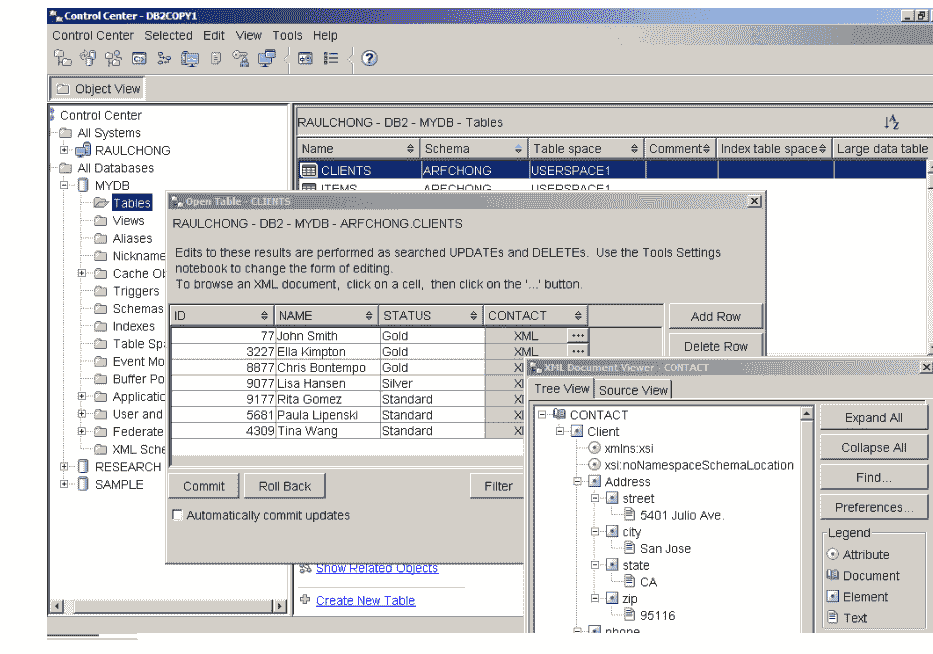 Control Center - DB2COPY1
Control Center Selected Edit View Tools Help
Object View
Control Center
All Systems
RAULCHONG
All Databases
MYDB
Tables
Views
Aliases
Nickname
Cache Ob
Triggers
Schemas
Indexes
Table Sp
Event Mo
Buffer Po
Applicatio
User and
Federate
XML Sche
RESEARCH
SAMPLE
RAULCHONG - DB2 - MYDB - Tables
Name Schema Table space Comment Index table space Large data table
CLIENTS ARFCHONG USERSPACE1
ITEMS ARFCHONG USERSPACE1
Open Table - CLIENTS
RAULCHONG - DB2 - MYDB - ARFCHONG.CLIENTS
Edits to these results are performed as searched UPDATEs and DELETEs. Use the Tools Settings
notebook to change the form of editing.
To browse an XML document, click on a cell, then click on the '...' button.
ID NAME STATUS CONTACT
77 John Smith Gold XML ...
3227 Ella Kimpton Gold XML ...
8877 Chris Bontempo Gold
9077 Lisa Hansen Silver
9177 Rita Gomez Standard
5681 Paula Lipenski Standard
4309 Tina Wang Standard
Add Row
Delete Row
Commit Roll Back Filter
Automatically commit updates
Show Related Objects
Create New Table
XML Document Viewer - CONTACT
Tree View Source View
CONTACT
Client
xmlns:xsi
xsi:noNamespaceSchemaLocation
Address
street
5401 Julio Ave.
city
San Jose
state
CA
zip
95116
phone
Expand All
Collapse All
Find...
Preferences...
Legend
Attribute
Document
Element
Text